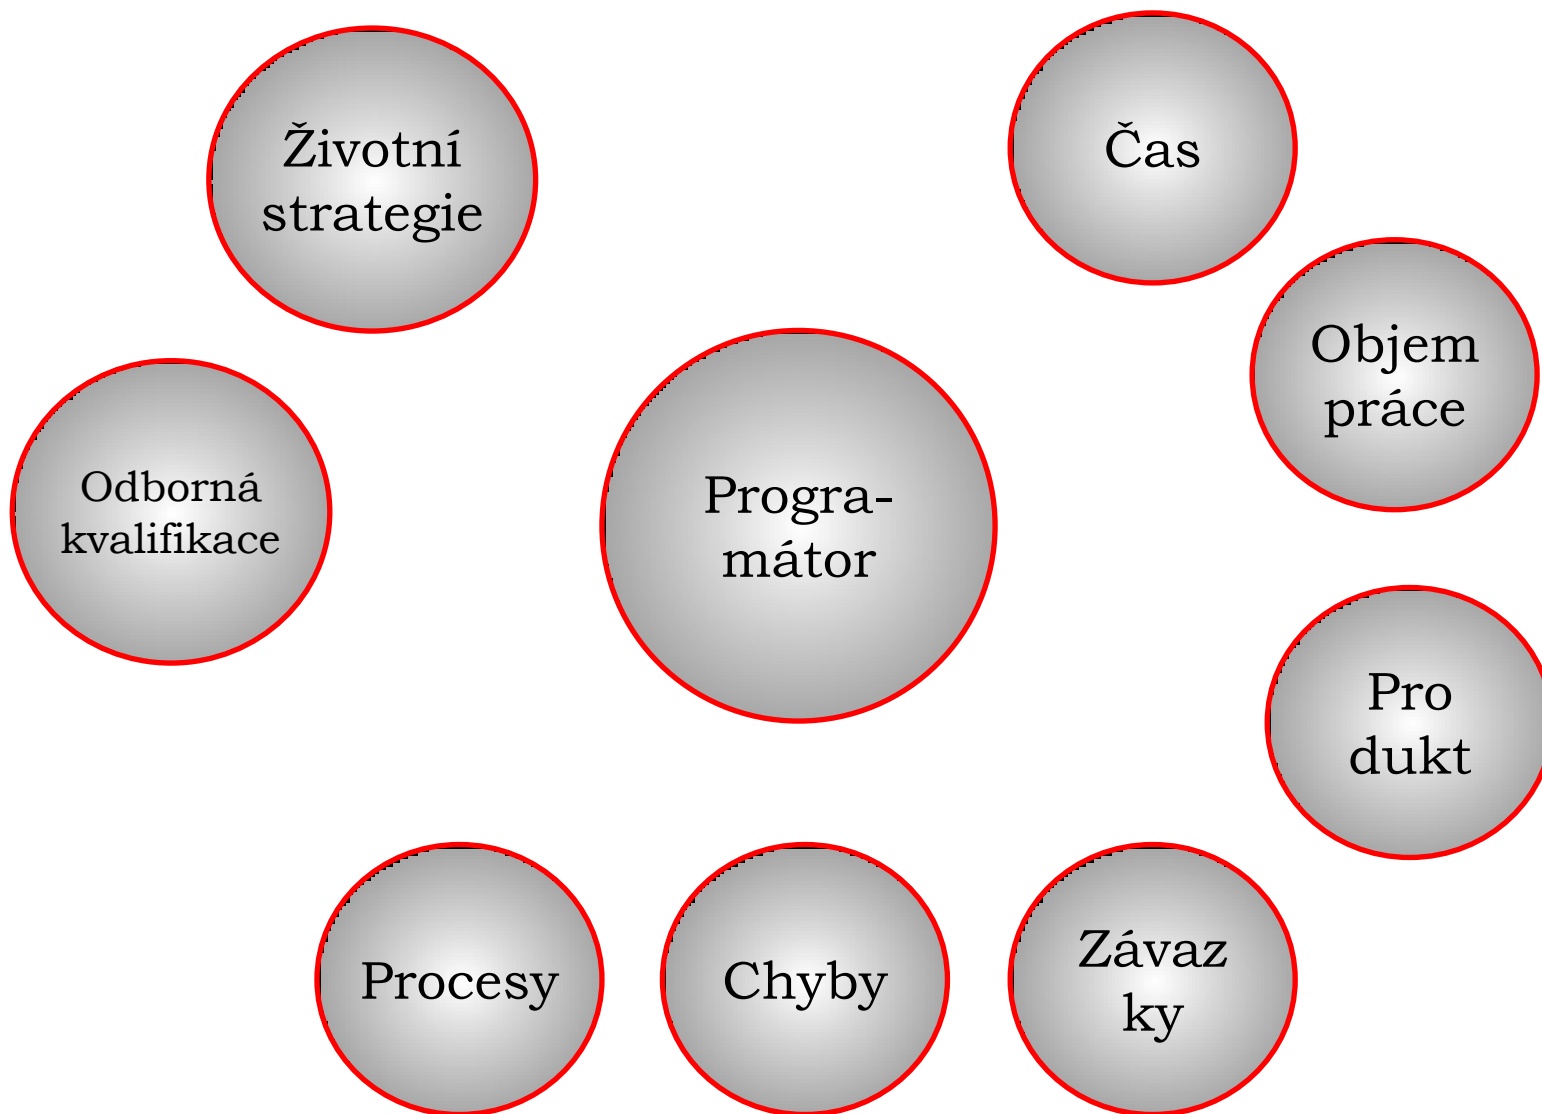 Životní
strategie
Čas
Objem
práce
Odborná
kvalifikace
Progra-
mátor
Pro
dukt
Procesy
Chyby
Závaz
ky